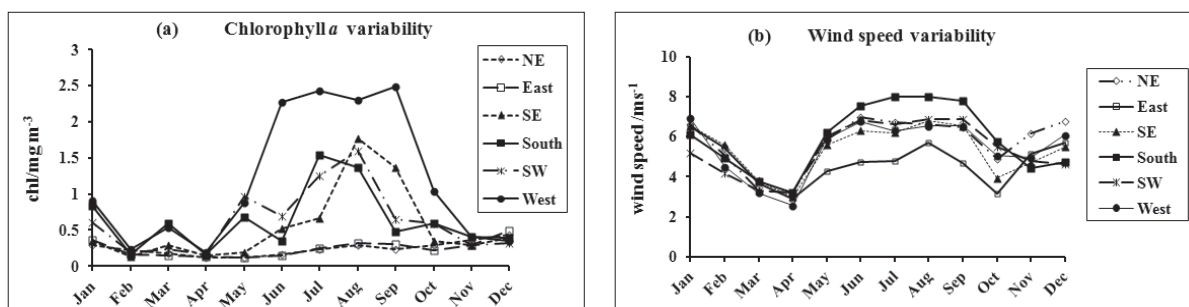 (a) Chlorophyll a variability
chl/mg m-3
3
2.5
2
1.5
1
0.5
0
Jan Feb Mar Apr May Jun Jul Aug Sep Oct Nov Dec
NE
East
SE
South
SW
West
(b) Wind speed variability
wind speed /ms-1
10
8
6
4
2
0
Jan Feb Mar Apr May Jun Jul Aug Sep Oct Nov Dec
NE
East
SE
South
SW
West